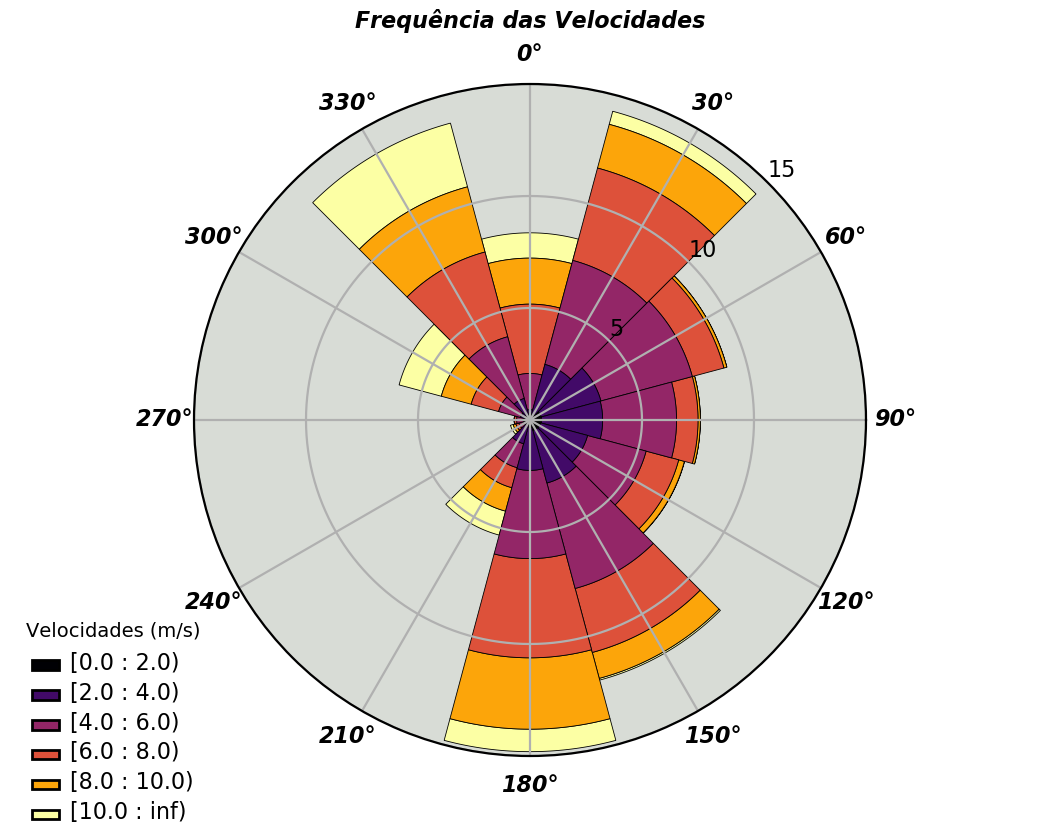 Frequência das Velocidades
0°
330°
30°
15
300°
60°
10
5
270°
90°
240°
120°
210°
150°
180°
Velocidades (m/s)
[0.0 : 2.0)
[2.0 : 4.0)
[4.0 : 6.0)
[6.0 : 8.0)
[8.0 : 10.0)
[10.0 : inf)